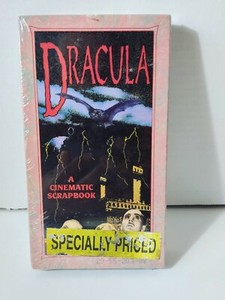 DRACULA
A
CINEMATIC
SCRAPBOOK
SPECIALLY PRICED